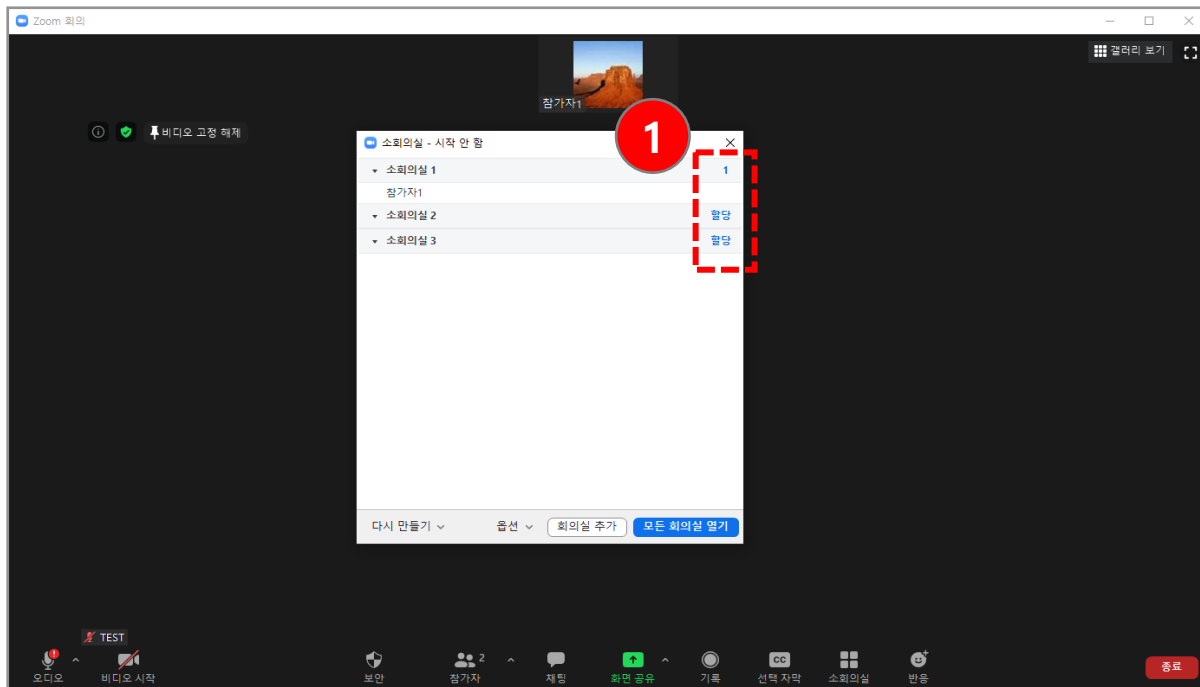 Zoom 회의
갤러리 보기
참가자1
비디오 고정 해제
1
소회의실 - 시작 안 함
소회의실 1 1
참가자1
소회의실 2 할당
소회의실 3 할당
다시 만들기 옵션 회의실 추가 모든 회의실 열기
TEST
오디오 비디오 시작 보안 참가자 2 채팅 화면 공유 기록 CC 선택 자막 소회의실 반응 종료